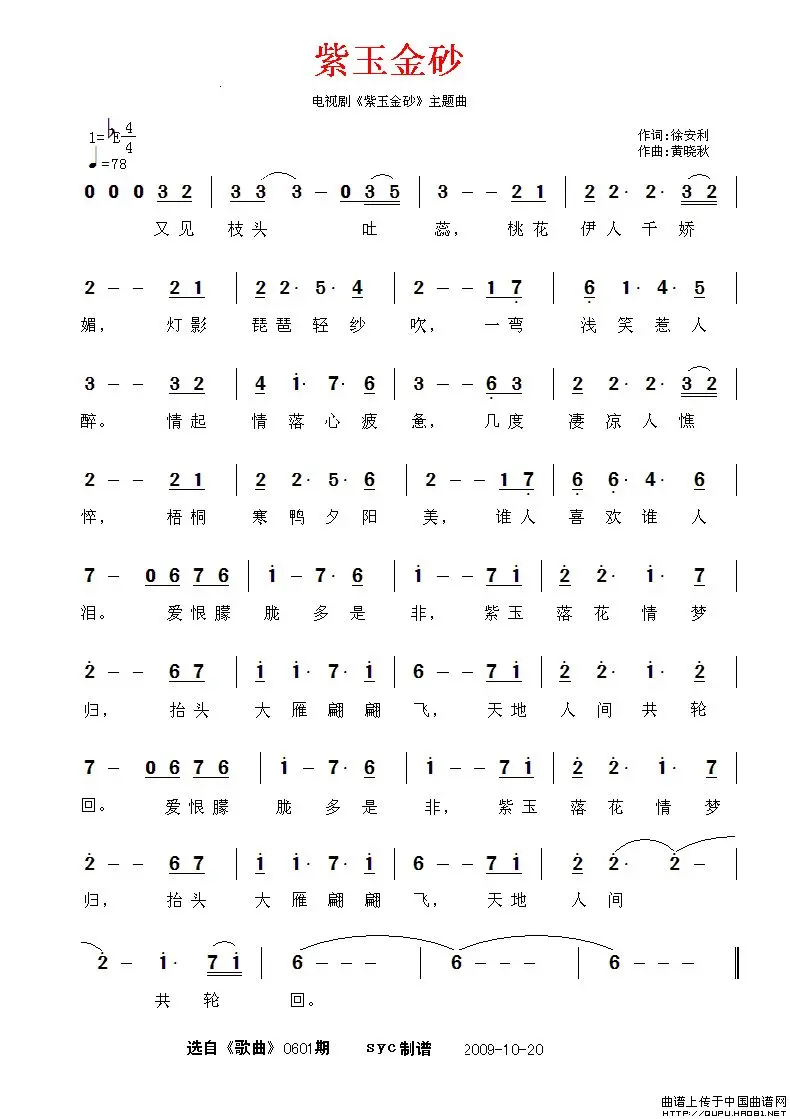 紫玉金砂
电视剧《紫玉金砂》主题曲
1=♭E 4/4
作词:徐安利
♩=78
作曲:黄晓秋
0 0 0 3 2 | 3 3 3 – 0 3 5 | 3 – – 2 1 | 2 2· 2· 3 2 |
又见 枝头 吐 蕊， 桃花 伊人千娇
2 – – 2 1 | 2 2· 5· 4 | 2 – – 1 7 | 6 1· 4· 5 |
媚， 灯影 琵琶轻纱 吹， 一弯 浅笑惹人
3 – – 3 2 | 4 i· 7· 6 | 3 – – 6 3 | 2 2· 2· 3 2 |
醉。 情起 情落心疲 惫， 几度 凄凉人憔
2 – – 2 1 | 2 2· 5· 6 | 2 – – 1 7 | 6 6· 4· 6 |
悴， 梧桐 寒鸭夕阳 美， 谁人 喜欢谁人
7 – 0 6 7 6 | i – 7· 6 | i – – 7 i | 2 2· i· 7 |
泪。 爱恨朦 胧多是 非， 紫玉 落花情梦
2 – – 6 7 | i i· 7· i | 6 – – 7 i | 2 2· i· i |
归， 抬头 大雁翩翩 飞， 天地 人间共轮
7 – 0 6 7 6 | i – 7· 6 | i – – 7 i | 2 2· i· 7 |
回。 爱恨朦 胧多是 非， 紫玉 落花情梦
2 – – 6 7 | i i· 7· i | 6 – – 7 i | 2 2· 2 –
归， 抬头 大雁翩翩 飞， 天地 人间
2 – i· 7 i | 6 – – – | 6 – – – | 6 – – – ‖
共轮 回。
选自《歌曲》0601期 syc制谱 2009-10-20
曲谱上传于中国曲谱网
HTTP://QUPU.HAO81.NET